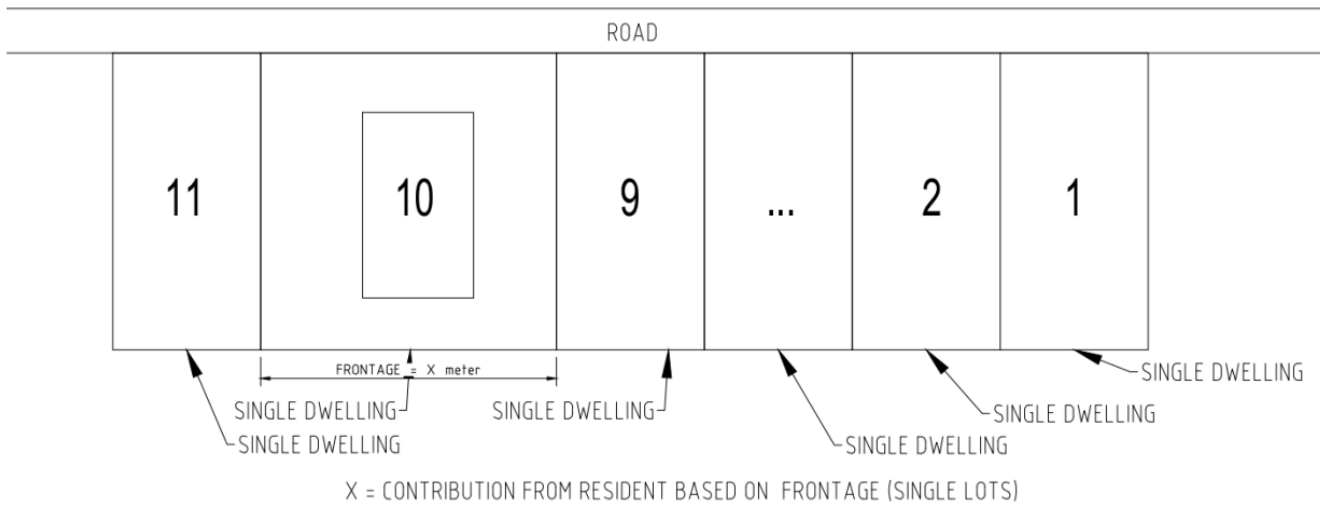 ROAD
11
10
9
...
2
1
FRONTAGE = X meter
SINGLE DWELLING
SINGLE DWELLING
SINGLE DWELLING
SINGLE DWELLING
SINGLE DWELLING
SINGLE DWELLING
X = CONTRIBUTION FROM RESIDENT BASED ON FRONTAGE (SINGLE LOTS)